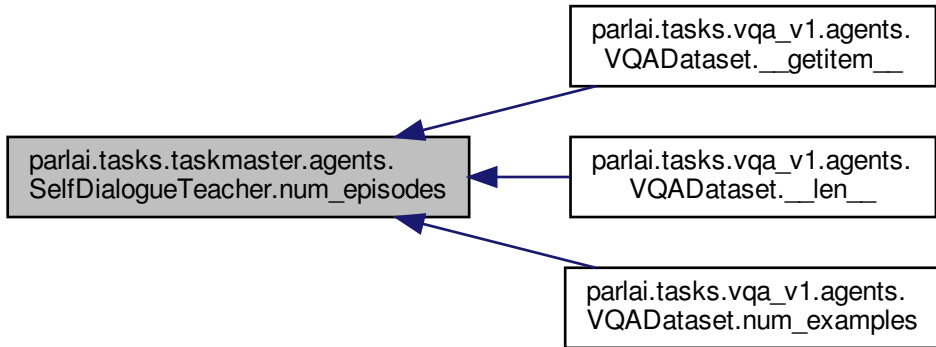 parlai.tasks.vqa_v1.agents.
VQADataset.__getitem__
parlai.tasks.taskmaster.agents.
SelfDialogueTeacher.num_episodes
parlai.tasks.vqa_v1.agents.
VQADataset.__len__
parlai.tasks.vqa_v1.agents.
VQADataset.num_examples